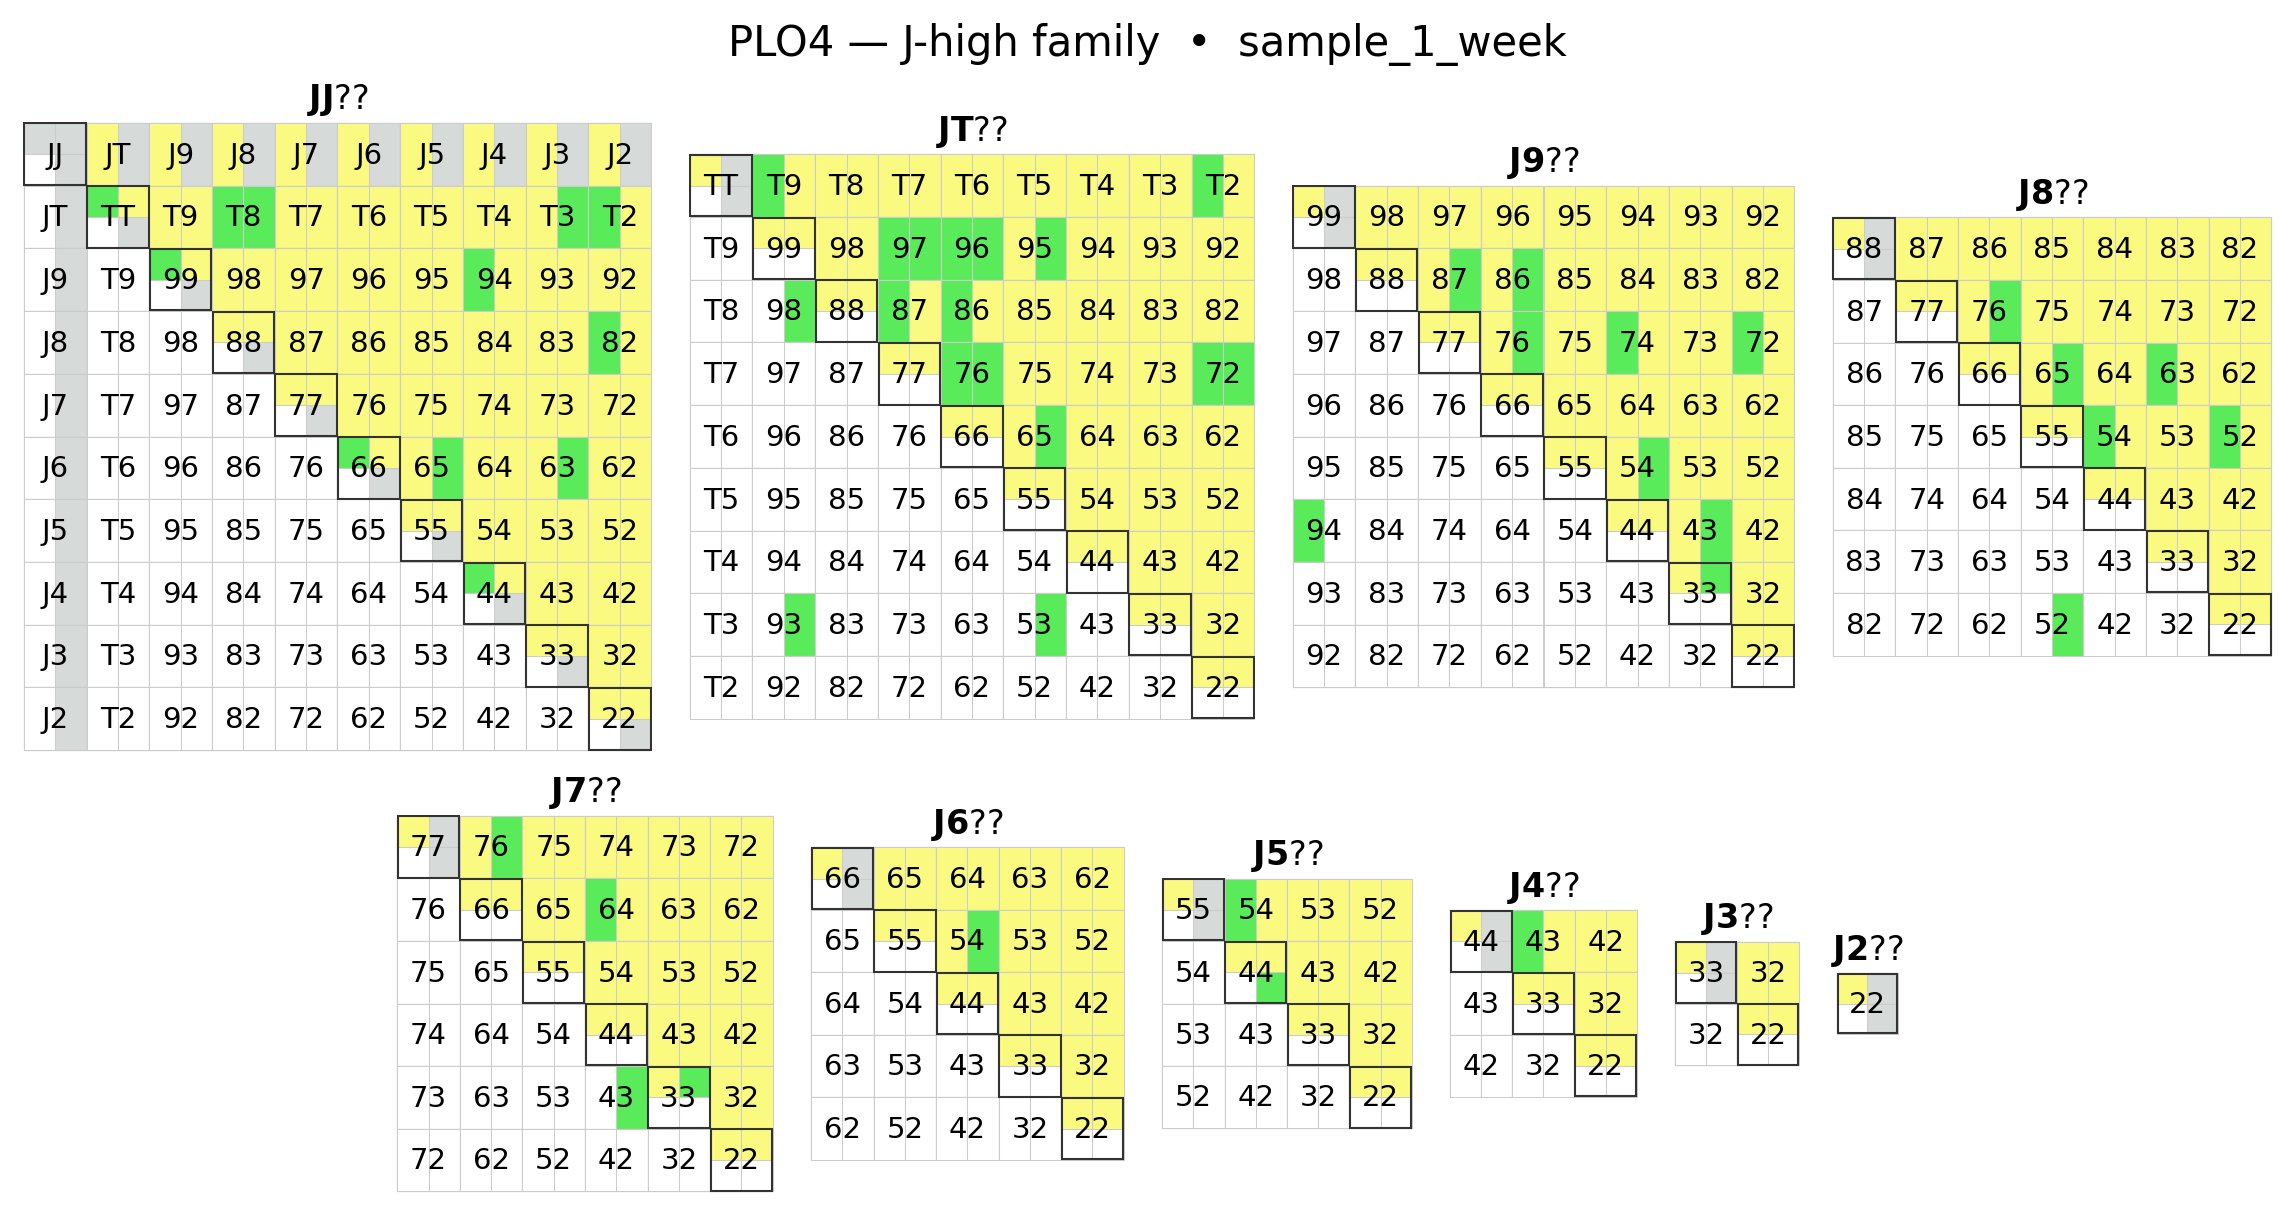 PLO4 — J-high family • sample_1_week
JJ??
JJ JT J9 J8 J7 J6 J5 J4 J3 J2
JT TT T9 T8 T7 T6 T5 T4 T3 T2
J9 T9 99 98 97 96 95 94 93 92
J8 T8 98 88 87 86 85 84 83 82
J7 T7 97 87 77 76 75 74 73 72
J6 T6 96 86 76 66 65 64 63 62
J5 T5 95 85 75 65 55 54 53 52
J4 T4 94 84 74 64 54 44 43 42
J3 T3 93 83 73 63 53 43 33 32
J2 T2 92 82 72 62 52 42 32 22
JT??
TT T9 T8 T7 T6 T5 T4 T3 T2
T9 99 98 97 96 95 94 93 92
T8 98 88 87 86 85 84 83 82
T7 97 87 77 76 75 74 73 72
T6 96 86 76 66 65 64 63 62
T5 95 85 75 65 55 54 53 52
T4 94 84 74 64 54 44 43 42
T3 93 83 73 63 53 43 33 32
T2 92 82 72 62 52 42 32 22
J9??
99 98 97 96 95 94 93 92
98 88 87 86 85 84 83 82
97 87 77 76 75 74 73 72
96 86 76 66 65 64 63 62
95 85 75 65 55 54 53 52
94 84 74 64 54 44 43 42
93 83 73 63 53 43 33 32
92 82 72 62 52 42 32 22
J8??
88 87 86 85 84 83 82
87 77 76 75 74 73 72
86 76 66 65 64 63 62
85 75 65 55 54 53 52
84 74 64 54 44 43 42
83 73 63 53 43 33 32
82 72 62 52 42 32 22
J7??
77 76 75 74 73 72
76 66 65 64 63 62
75 65 55 54 53 52
74 64 54 44 43 42
73 63 53 43 33 32
72 62 52 42 32 22
J6??
66 65 64 63 62
65 55 54 53 52
64 54 44 43 42
63 53 43 33 32
62 52 42 32 22
J5??
55 54 53 52
54 44 43 42
53 43 33 32
52 42 32 22
J4??
44 43 42
43 33 32
42 32 22
J3??
33 32
32 22
J2??
22